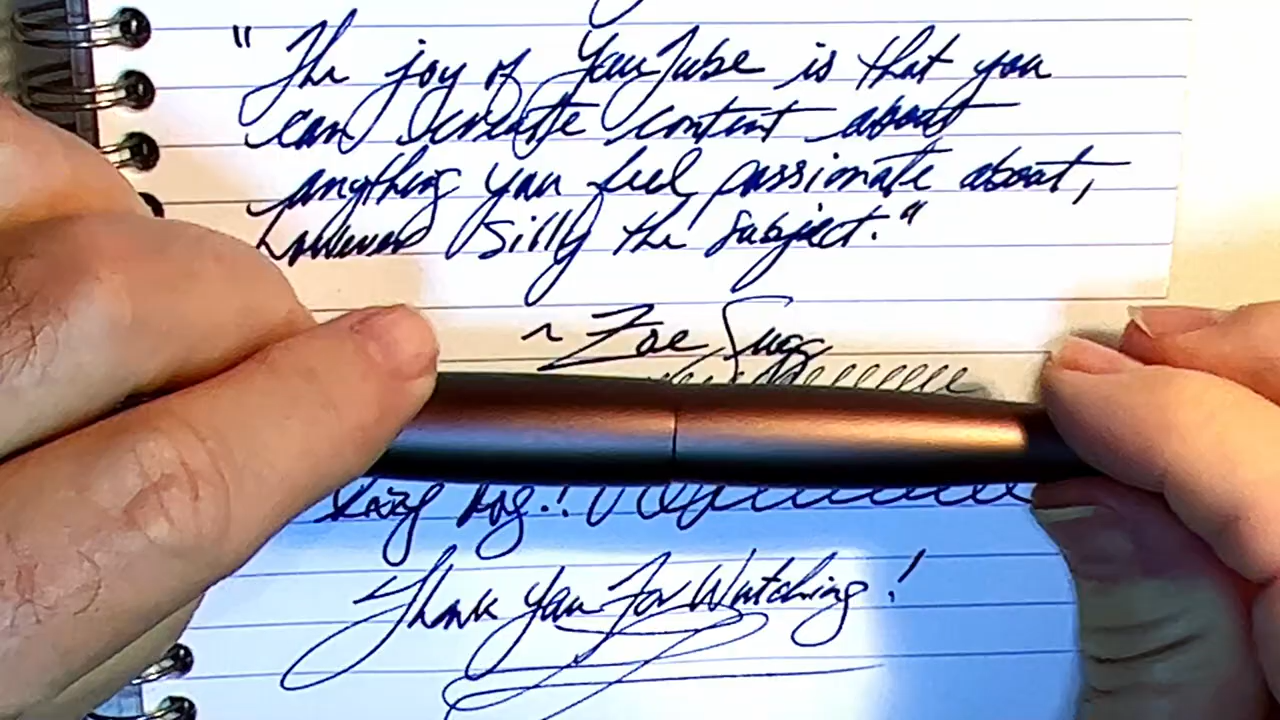 "The joy of YouTube is that you
can create content about
anything you feel passionate about,
however silly the subject."
~ Zoe Sugg
Lazy Dog!!
Thank You For Watching!